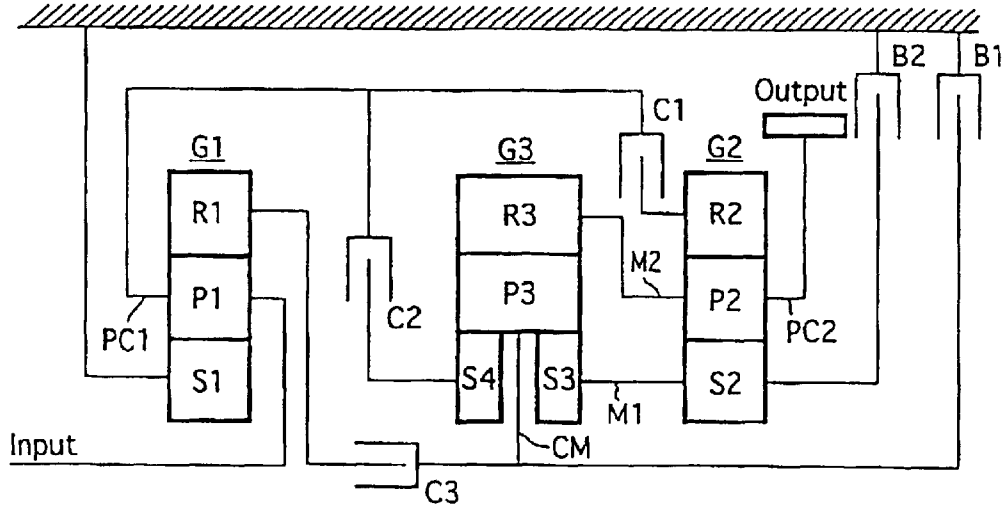 B2 B1
Output
C1
G1 G3 G2
R1 R3 R2
M2
P1 P3 P2
PC1 C2 PC2
S1 S4 S3 S2
M1
Input CM
C3